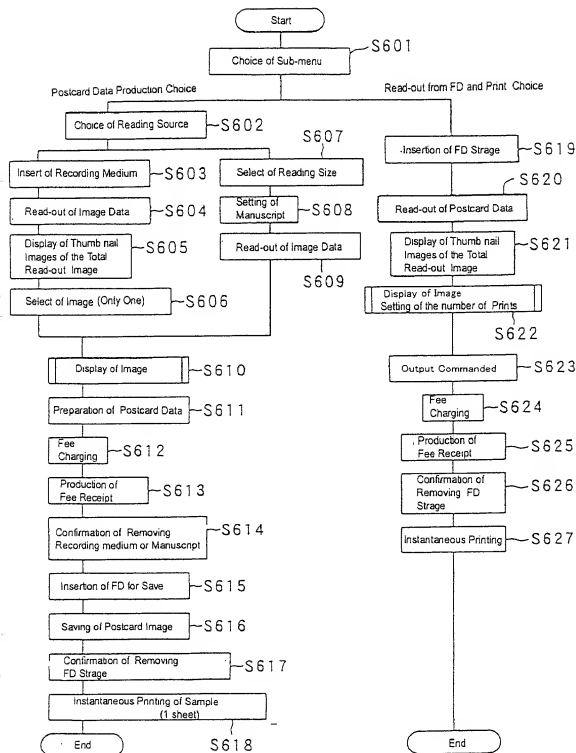 Start
Choice of Sub-menu
S601
Postcard Data Production Choice
Read-out from FD and Print Choice
Choice of Reading Source
S602
Insert of Recording Medium
S603
Read-out of Image Data
S604
Display of Thumb nail
Images of the Total
Read-out Image
S605
Select of Image (Only One)
S606
S607
Select of Reading Size
Setting of
Manuscript
S608
Read-out of Image Data
S609
Display of Image
S610
Preparation of Postcard Data
S611
Fee
Charging
S612
Production of
Fee Receipt
S613
Confirmation of Removing
Recording medium or Manuscript
S614
Insertion of FD for Save
S615
Saving of Postcard Image
S616
Confirmation of Removing
FD Strage
S617
Instantaneous Printing of Sample
(1 sheet)
S618
End
Insertion of FD Strage
S619
S620
Read-out of Postcard Data
Display of Thumb nail
Images of the Total
Read-out Image
S621
Display of Image
Setting of the number of Prints
S622
Output Commanded
S623
Fee
Charging
S624
Production of
Fee Receipt
S625
Confirmation of
Removing FD
Strage
S626
Instantaneous Printing
S627
End